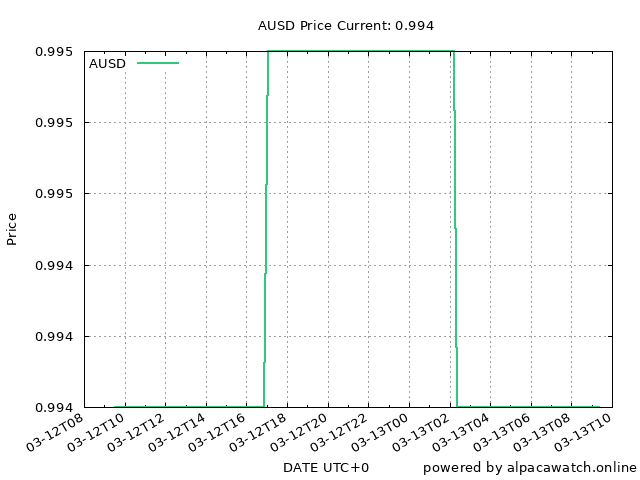 AUSD Price Current: 0.994
AUSD
0.995
0.995
0.995
0.994
0.994
0.994
Price
03-12T08
03-12T10
03-12T12
03-12T14
03-12T16
03-12T18
03-12T20
03-12T22
03-13T00
03-13T02
03-13T04
03-13T06
03-13T08
03-13T10
DATE UTC+0
powered by alpacawatch.online